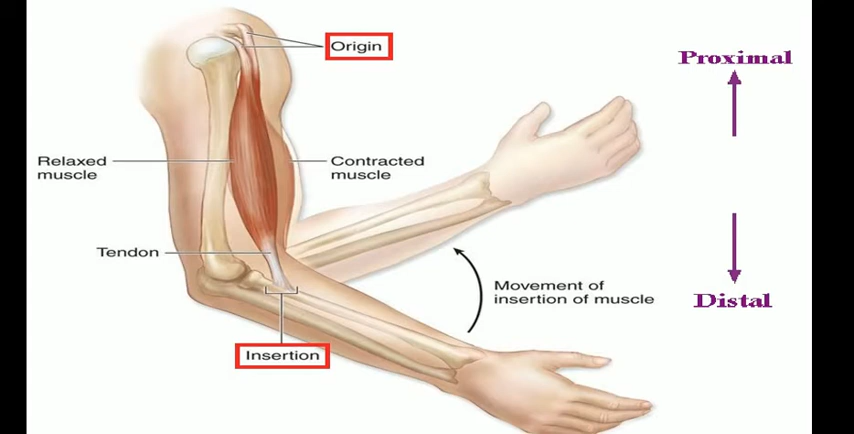 Origin
Proximal
Relaxed
muscle
Contracted
muscle
Tendon
Movement of
insertion of muscle
Distal
Insertion